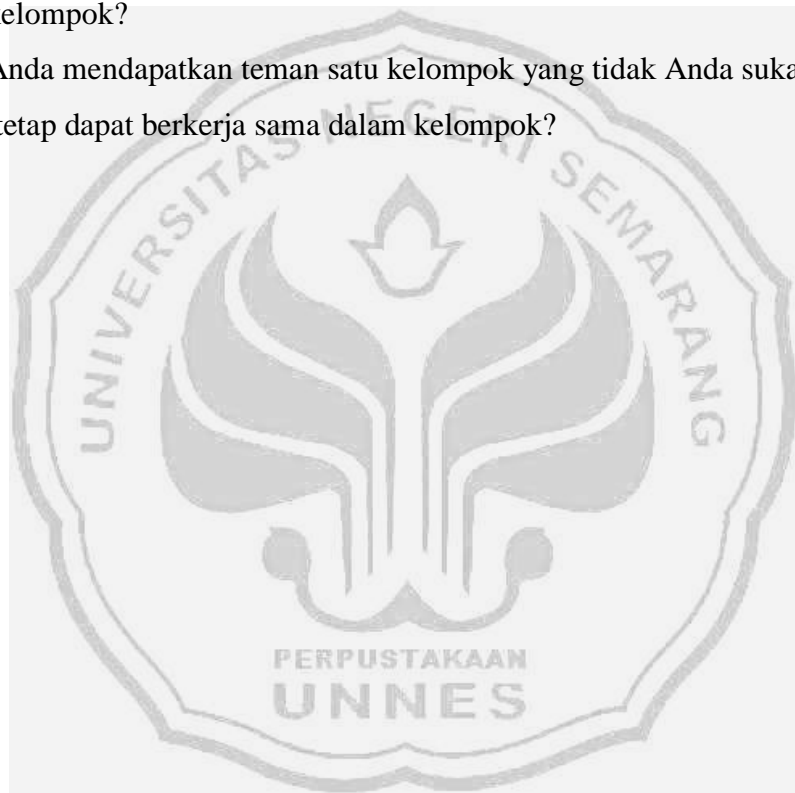 kelompok?
Anda mendapatkan teman satu kelompok yang tidak Anda suka
tetap dapat berkerja sama dalam kelompok?
UNIVERSITAS NEGERI SEMARANG
PERPUSTAKAAN
UNNES